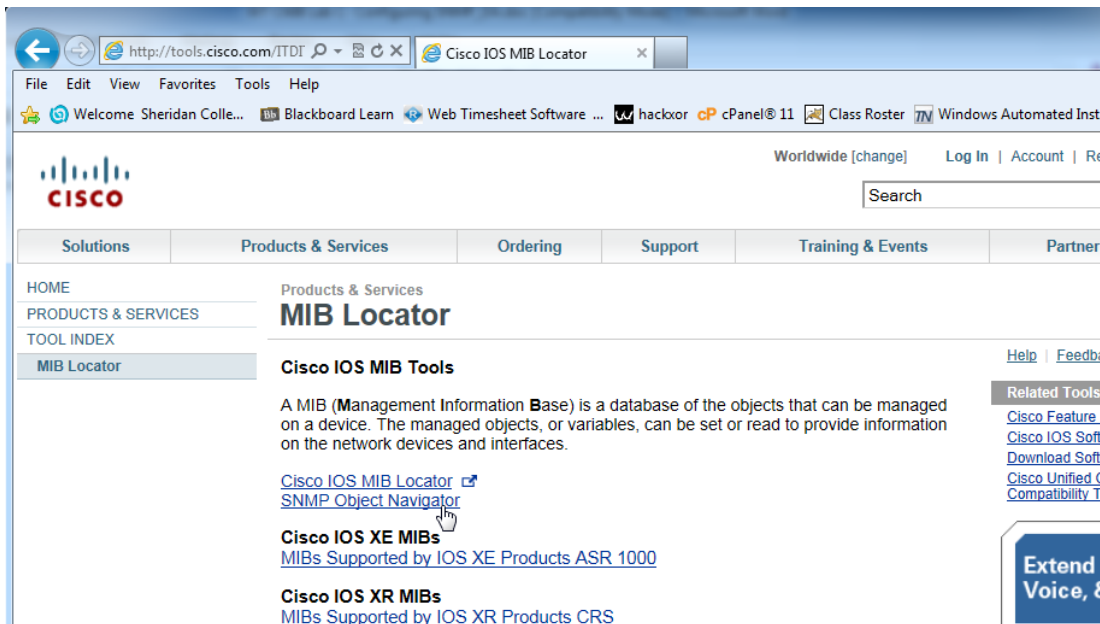 http://tools.cisco.com/ITDI
Cisco IOS MIB Locator
File Edit View Favorites Tools Help
Welcome Sheridan Colle... Blackboard Learn Web Timesheet Software ... hackxor cPanel® 11 Class Roster TN Windows Automated Inst
Worldwide [change] Log In | Account | Re
CISCO
Search
Solutions Products & Services Ordering Support Training & Events Partner
HOME
PRODUCTS & SERVICES
TOOL INDEX
MIB Locator
Products & Services
MIB Locator
Cisco IOS MIB Tools
A MIB (Management Information Base) is a database of the objects that can be managed
on a device. The managed objects, or variables, can be set or read to provide information
on the network devices and interfaces.
Cisco IOS MIB Locator
SNMP Object Navigator
Cisco IOS XE MIBs
MIBs Supported by IOS XE Products ASR 1000
Cisco IOS XR MIBs
MIBs Supported by IOS XR Products CRS
Help | Feedba
Related Tools
Cisco Feature
Cisco IOS Soft
Download Soft
Cisco Unified C
Compatibility T
Extend
Voice, &